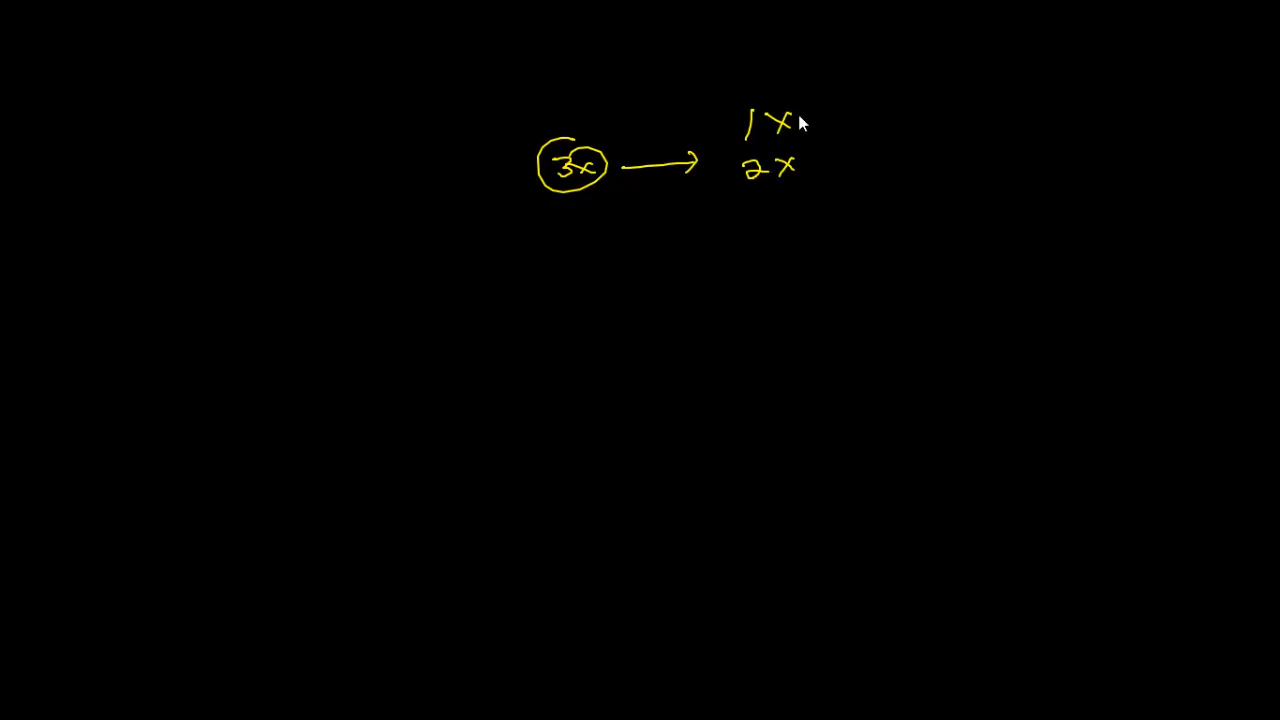 1x
3x → 2x